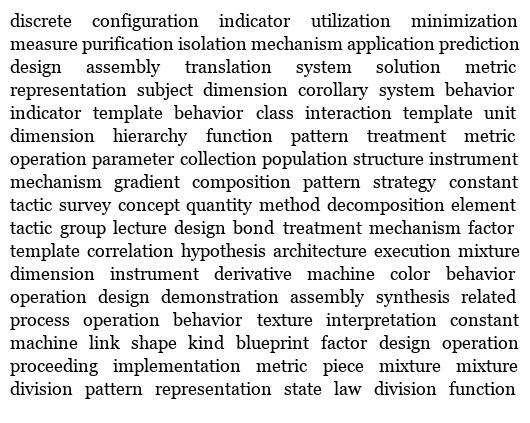 discrete configuration indicator utilization minimization
measure purification isolation mechanism application prediction
design assembly translation system solution metric
representation subject dimension corollary system behavior
indicator template behavior class interaction template unit
dimension hierarchy function pattern treatment metric
operation parameter collection population structure instrument
mechanism gradient composition pattern strategy constant
tactic survey concept quantity method decomposition element
tactic group lecture design bond treatment mechanism factor
template correlation hypothesis architecture execution mixture
dimension instrument derivative machine color behavior
operation design demonstration assembly synthesis related
process operation behavior texture interpretation constant
machine link shape kind blueprint factor design operation
proceeding implementation metric piece mixture mixture
division pattern representation state law division function